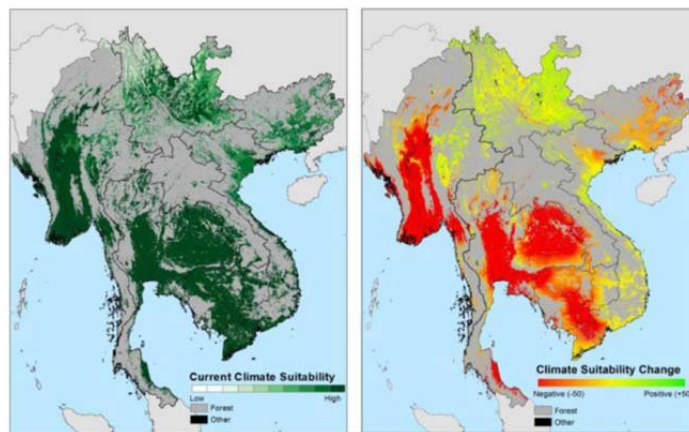 Current Climate Suitability
Low
High
Forest
Other
Climate Suitability Change
Negative (-50)
Positive (+50
Forest
Other